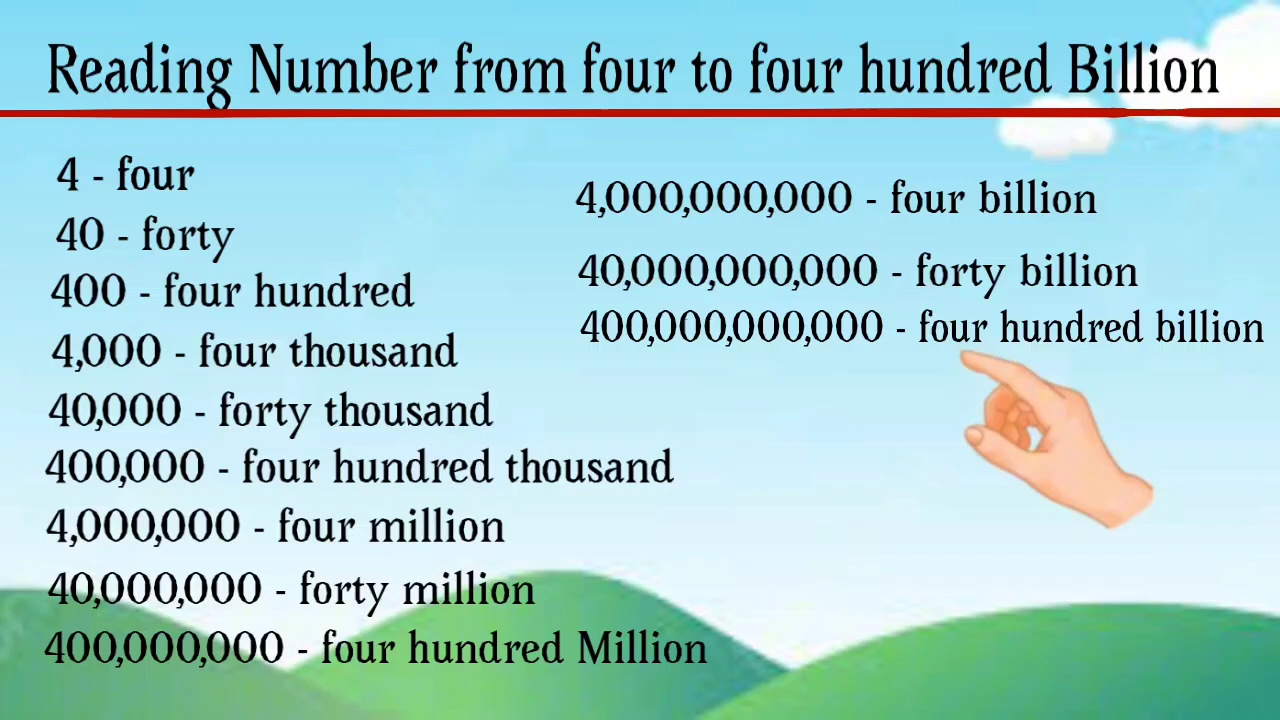 Reading Number from four to four hundred Billion
4 - four
40 - forty
400 - four hundred
4,000 - four thousand
40,000 - forty thousand
400,000 - four hundred thousand
4,000,000 - four million
40,000,000 - forty million
400,000,000 - four hundred Million
4,000,000,000 - four billion
40,000,000,000 - forty billion
400,000,000,000 - four hundred billion